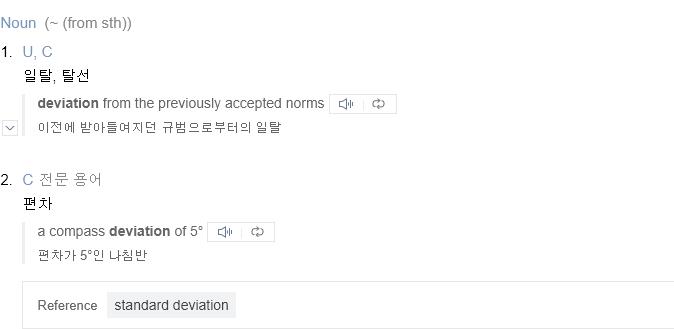 Noun (~ (from sth))
1. U, C
일탈, 탈선
deviation from the previously accepted norms
이전에 받아들여지던 규범으로부터의 일탈
2. C 전문 용어
편차
a compass deviation of 5°
편차가 5°인 나침반
Reference standard deviation